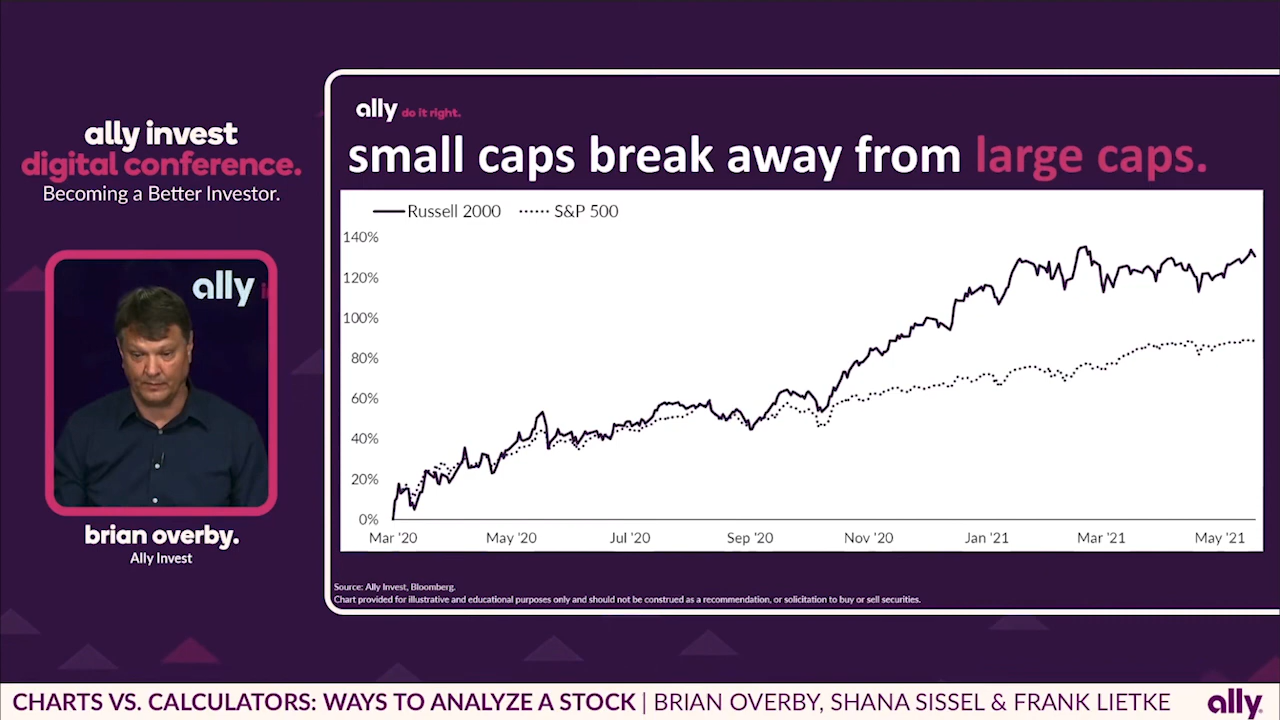 ally invest
digital conference.
Becoming a Better Investor.
ally
brian overby.
Ally Invest
ally do it right.
small caps break away from large caps.
Russell 2000 S&P 500
140%
120%
100%
80%
60%
40%
20%
0%
Mar '20 May '20 Jul '20 Sep '20 Nov '20 Jan '21 Mar '21 May '21
Source: Ally Invest, Bloomberg.
Chart provided for illustrative and educational purposes only and should not be construed as a recommendation, or solicitation to buy or sell securities.
CHARTS VS. CALCULATORS: WAYS TO ANALYZE A STOCK | BRIAN OVERBY, SHANA SISSEL & FRANK LIETKE ally